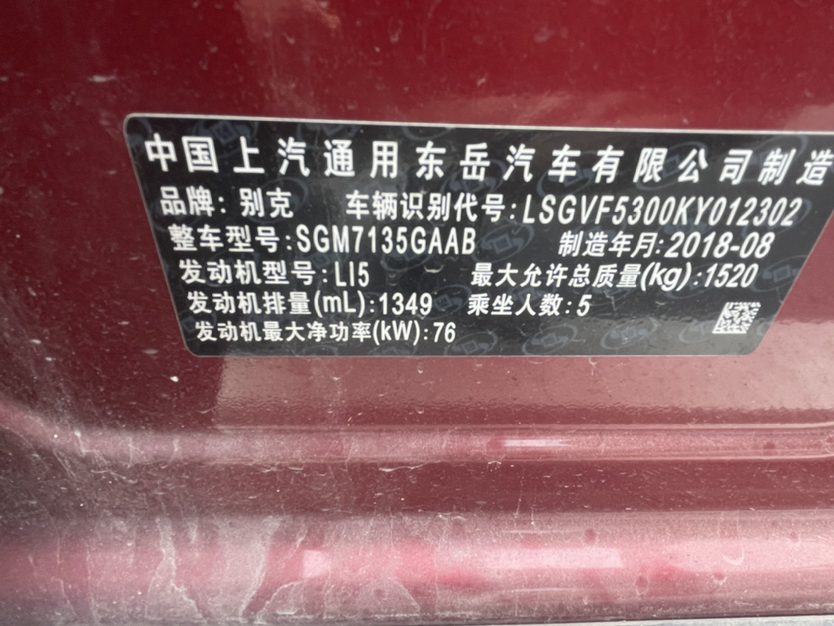 中国上汽通用东岳汽车有限公司制造
品牌: 别克 车辆识别代号:LSGVF5300KY012302
整车型号:SGM7135GAAB 制造年月:2018-08
发动机型号:LI5 最大允许总质量(kg):1520
发动机排量(mL):1349 乘坐人数:5
发动机最大净功率(kW):76